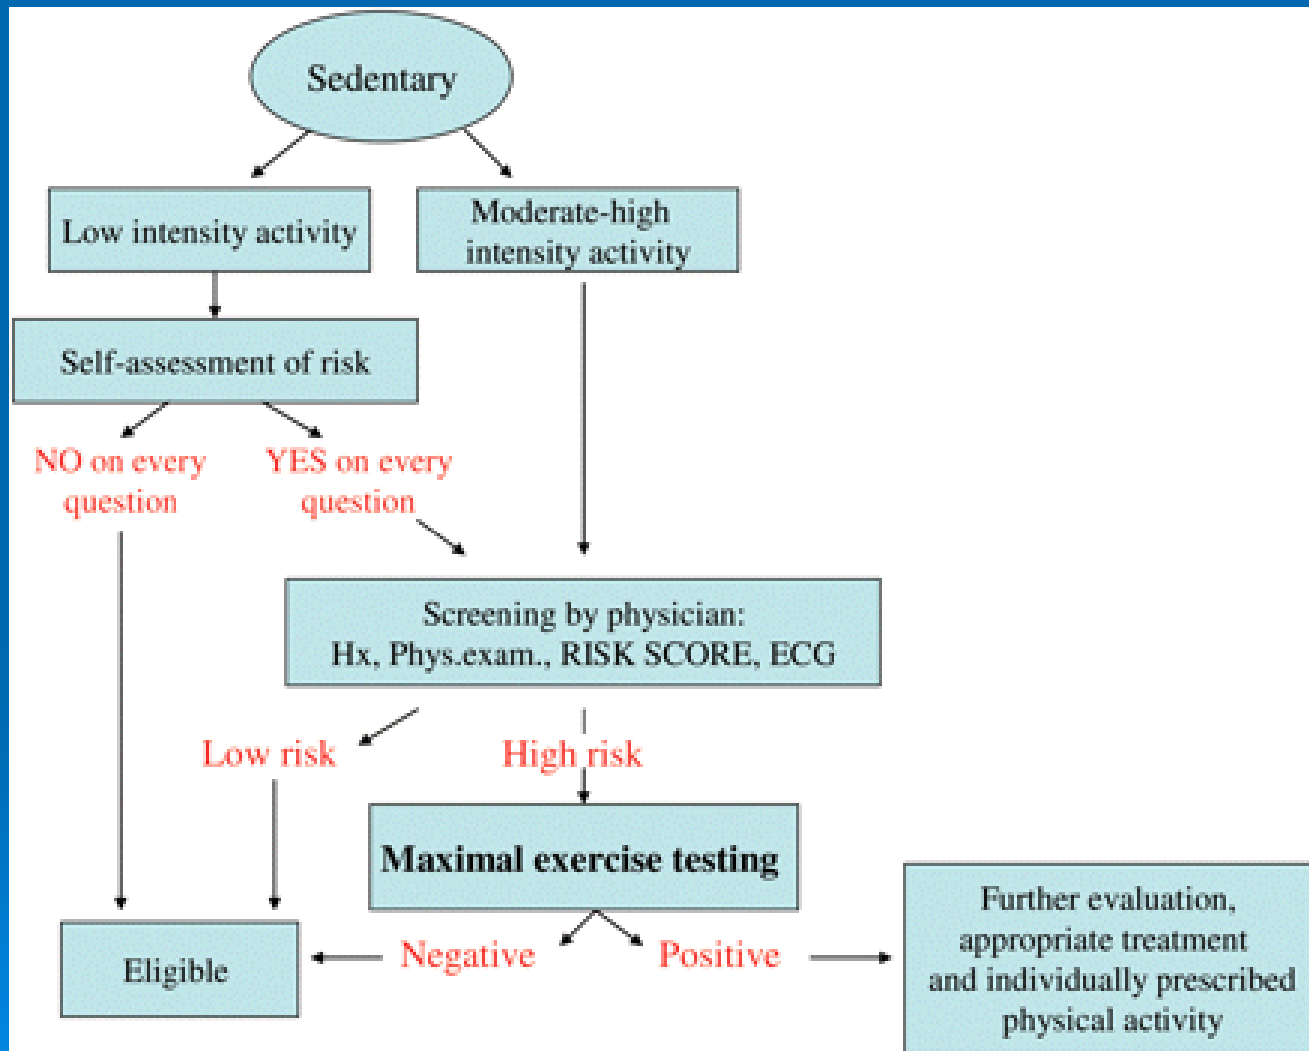 Sedentary
Low intensity activity
Moderate-high
intensity activity
Self-assessment of risk
NO on every
question
YES on every
question
Screening by physician:
Hx, Phys.exam., RISK SCORE, ECG
Low risk
High risk
Maximal exercise testing
Eligible
Negative
Positive
Further evaluation,
appropriate treatment
and individually prescribed
physical activity